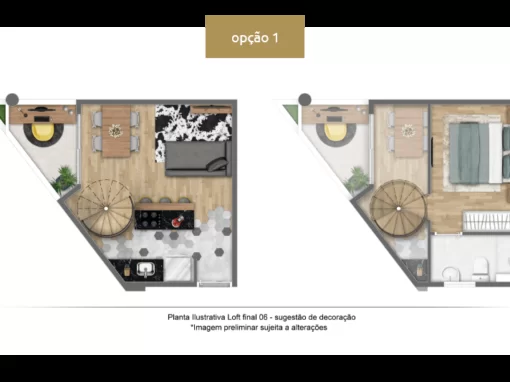 opção 1
Planta Ilustrativa Loft final 06 - sugestão de decoração
*Imagem preliminar sujeita a alterações